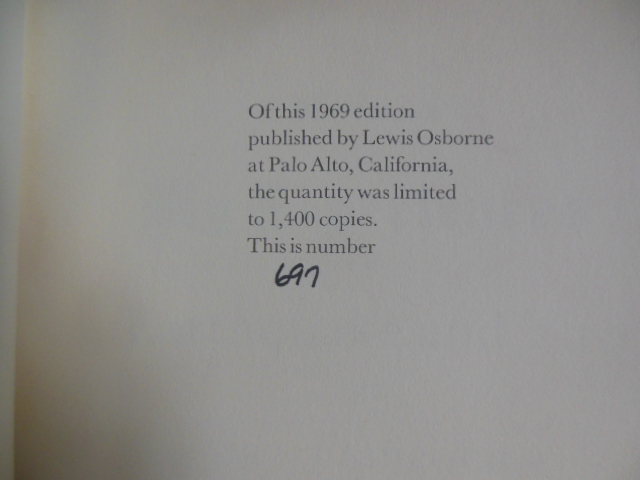 Of this 1969 edition
published by Lewis Osborne
at Palo Alto, California,
the quantity was limited
to 1,400 copies.
This is number
697